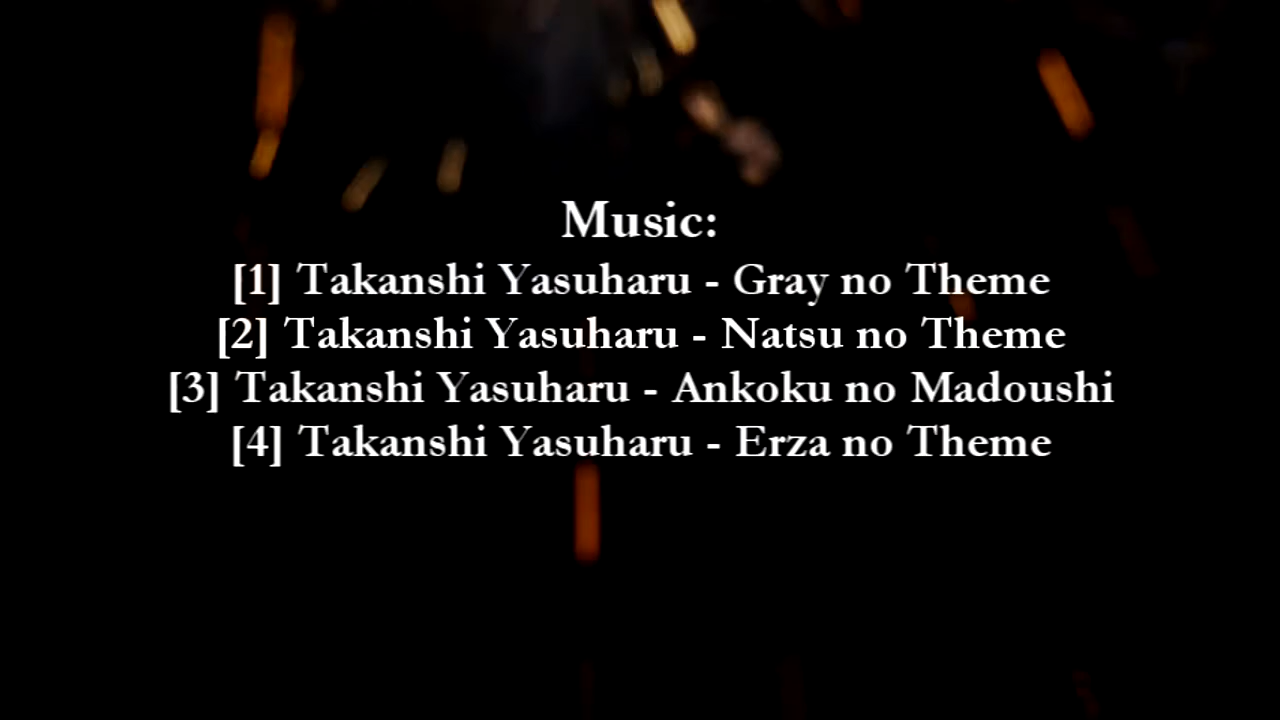 Music:
[1] Takanshi Yasuharu - Gray no Theme
[2] Takanshi Yasuharu - Natsu no Theme
[3] Takanshi Yasuharu - Ankoku no Madoushi
[4] Takanshi Yasuharu - Erza no Theme